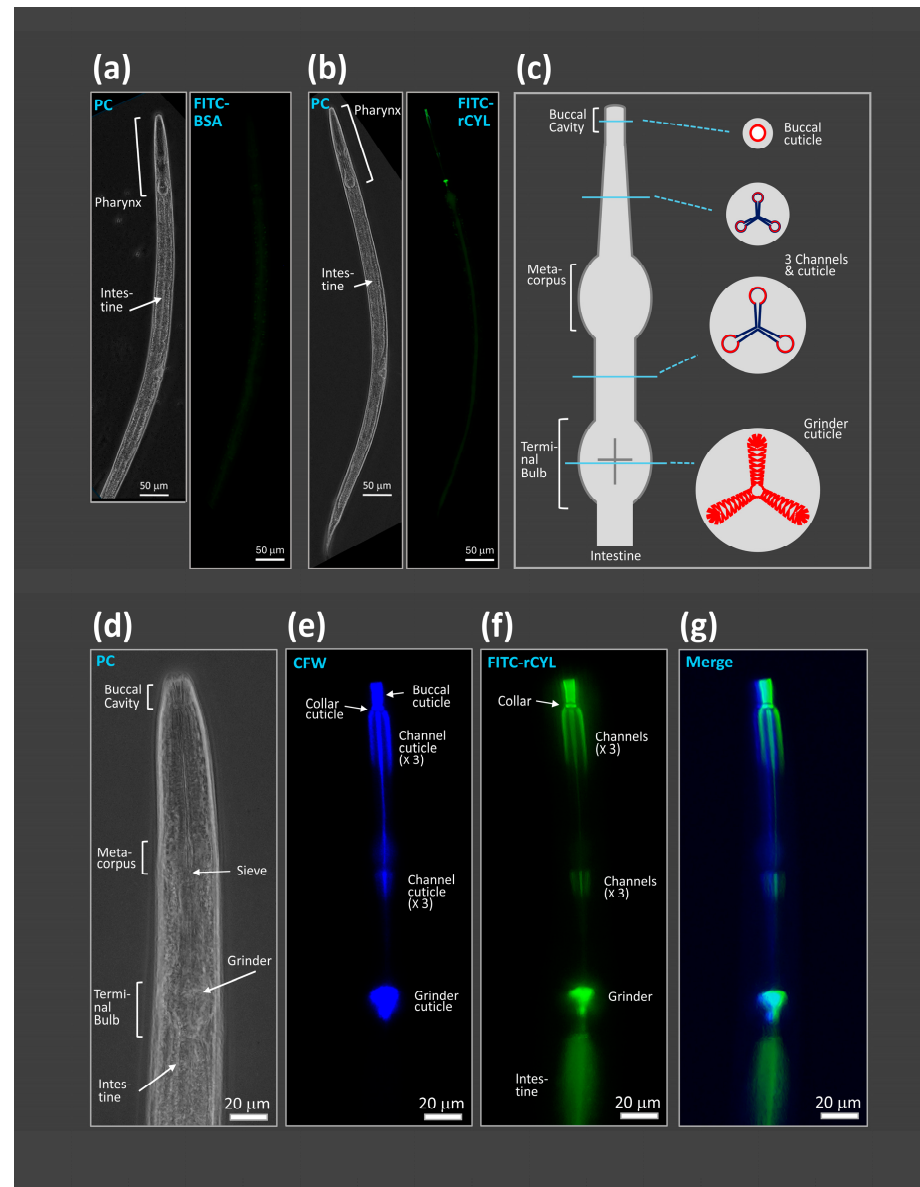 (a)
PC
Pharynx
Intes-
tine
50 µm
FITC-
BSA
50 µm
(b)
PC
Pharynx
Intes-
tine
50 µm
FITC-
rCYL
50 µm
(c)
Buccal
Cavity
Buccal
cuticle
Meta-
corpus
3 Channels
& cuticle
Termi-
nal
Bulb
Grinder
cuticle
Intestine
(d)
PC
Buccal
Cavity
Meta-
corpus
Sieve
Grinder
Termi-
nal
Bulb
Intes-
tine
20 µm
(e)
CFW
Collar
cuticle
Buccal
cuticle
Channel
cuticle
(X 3)
Channel
cuticle
(X 3)
Grinder
cuticle
20 µm
(f)
FITC-rCYL
Collar
Channels
(X 3)
Channels
(X 3)
Grinder
Intes-
tine
20 µm
(g)
Merge
20 µm